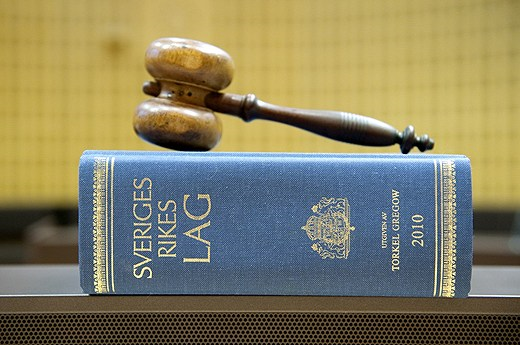 SVERIGES
RIKES
LAG
UTGIVEN AV
TORKEL GREGOW
2010